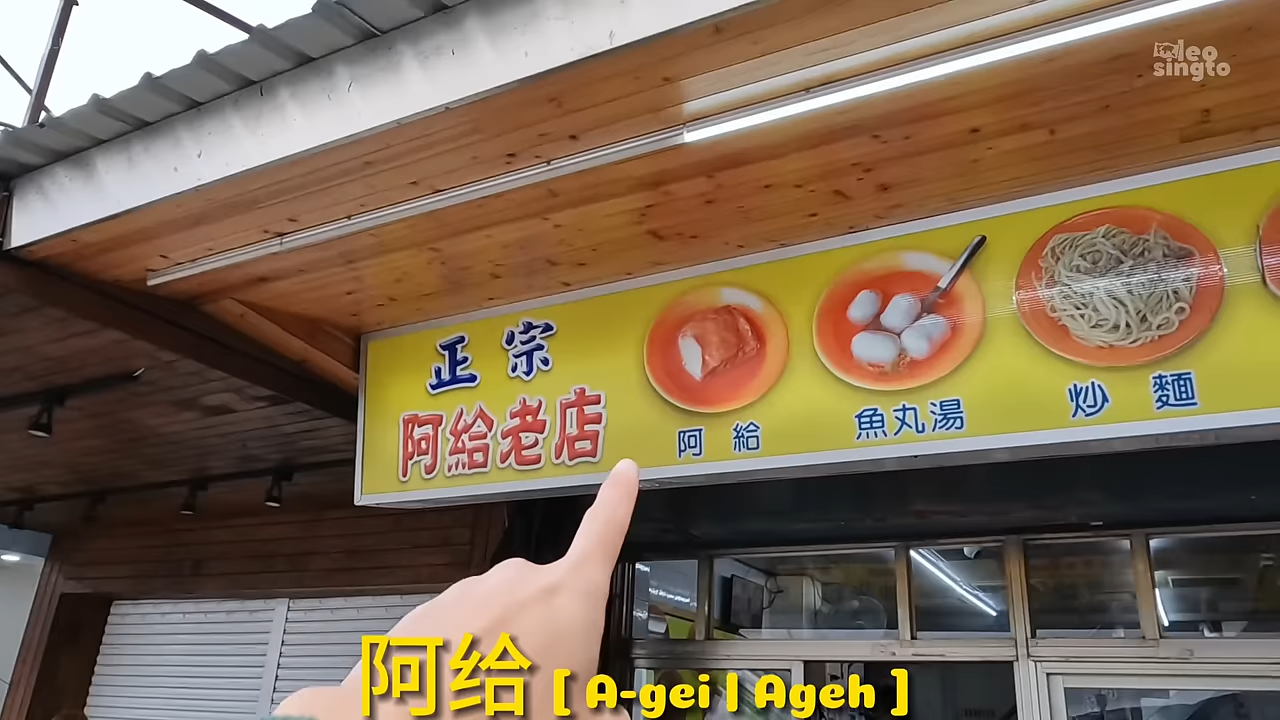 leo
singto
正宗
阿給老店
阿給
魚丸湯
炒麵
阿给 [ A-gei | Ageh ]